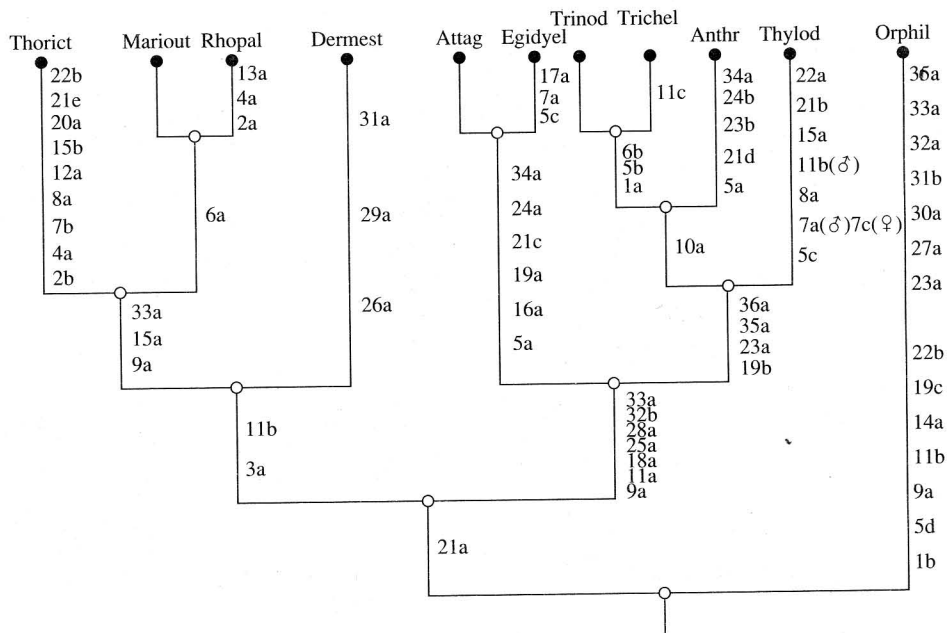 Trinod Trichel
Thorict Mariout Rhopal Dermest Attag Egidyel Anthr Thylod Orphil
22b
21e
20a
15b
12a
8a
7b
4a
2b
13a
4a
2a
6a
33a
15a
9a
31a
29a
26a
11b
3a
17a
7a
5c
34a
24a
21c
19a
16a
5a
11c
6b
5b
1a
34a
24b
23b
21d
5a
10a
22a
21b
15a
11b(♂)
8a
7a(♂)7c(♀)
5c
36a
35a
23a
19b
33a
32b
28a
25a
18a
11a
9a
21a
33a
32a
31b
30a
27a
23a
22b
19c
14a
11b
9a
5d
1b